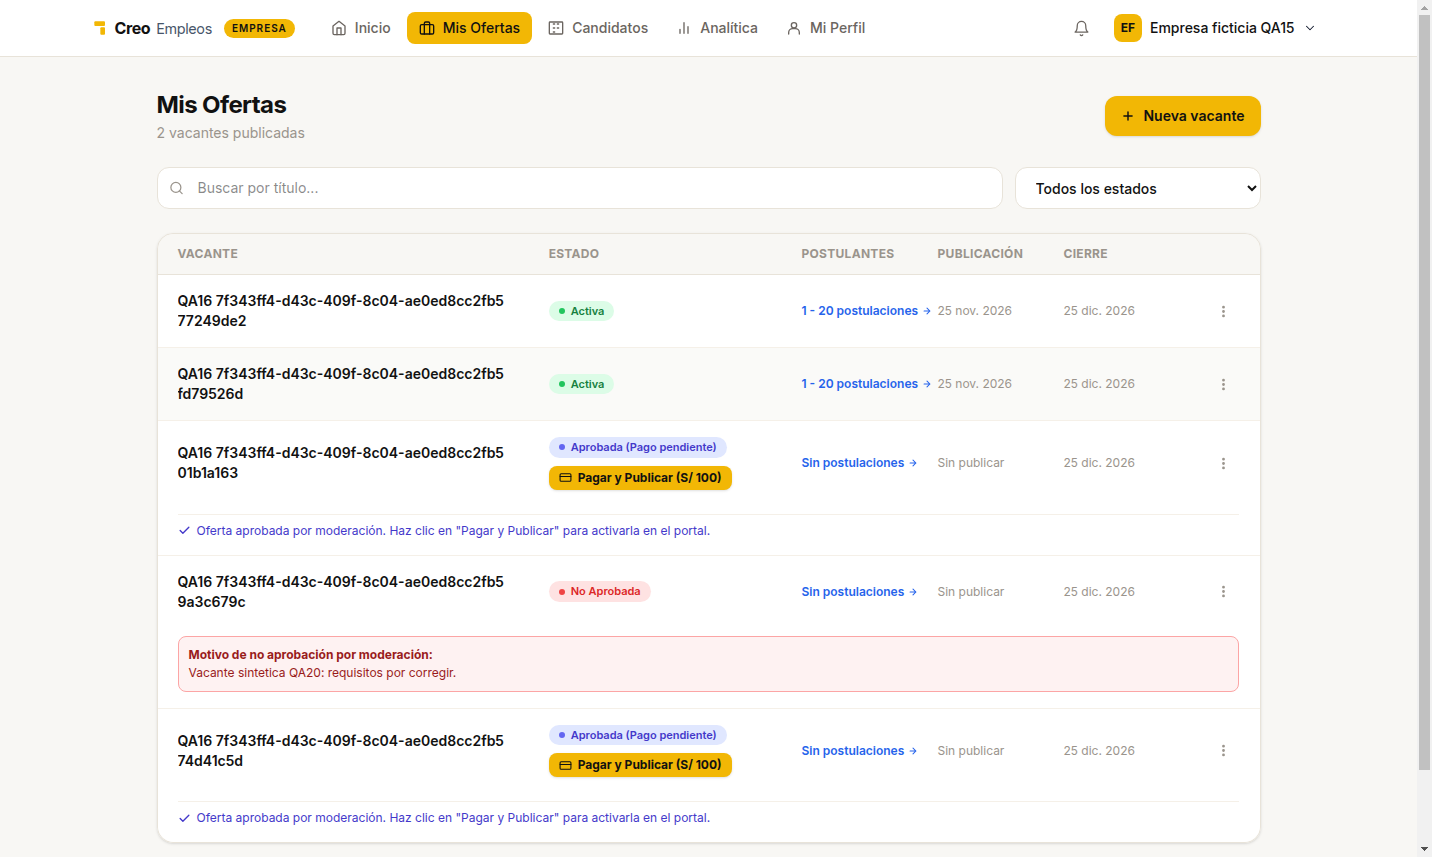 Creo Empleos EMPRESA Inicio Mis Ofertas Candidatos Analítica Mi Perfil EF Empresa ficticia QA15
Mis Ofertas
2 vacantes publicadas
+ Nueva vacante
Buscar por título...
Todos los estados
VACANTE ESTADO POSTULANTES PUBLICACIÓN CIERRE
QA16 7f343ff4-d43c-409f-8c04-ae0ed8cc2fb5
77249de2
Activa
1 - 20 postulaciones → 25 nov. 2026 25 dic. 2026
QA16 7f343ff4-d43c-409f-8c04-ae0ed8cc2fb5
fd79526d
Activa
1 - 20 postulaciones → 25 nov. 2026 25 dic. 2026
QA16 7f343ff4-d43c-409f-8c04-ae0ed8cc2fb5
01b1a163
Aprobada (Pago pendiente)
Pagar y Publicar (S/ 100)
Sin postulaciones → Sin publicar 25 dic. 2026
✓ Oferta aprobada por moderación. Haz clic en "Pagar y Publicar" para activarla en el portal.
QA16 7f343ff4-d43c-409f-8c04-ae0ed8cc2fb5
9a3c679c
No Aprobada
Sin postulaciones → Sin publicar 25 dic. 2026
Motivo de no aprobación por moderación:
Vacante sintetica QA20: requisitos por corregir.
QA16 7f343ff4-d43c-409f-8c04-ae0ed8cc2fb5
74d41c5d
Aprobada (Pago pendiente)
Pagar y Publicar (S/ 100)
Sin postulaciones → Sin publicar 25 dic. 2026
✓ Oferta aprobada por moderación. Haz clic en "Pagar y Publicar" para activarla en el portal.